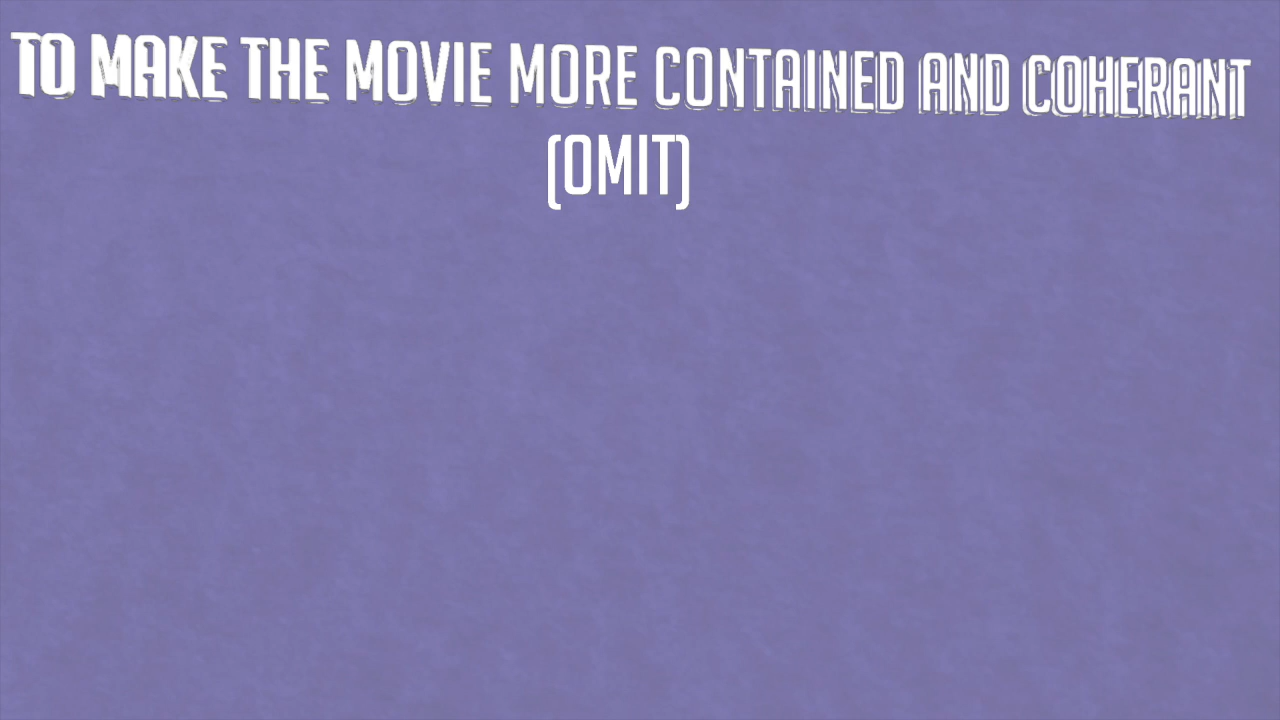 TO MAKE THE MOVIE MORE CONTAINED AND COHERANT
(OMIT)